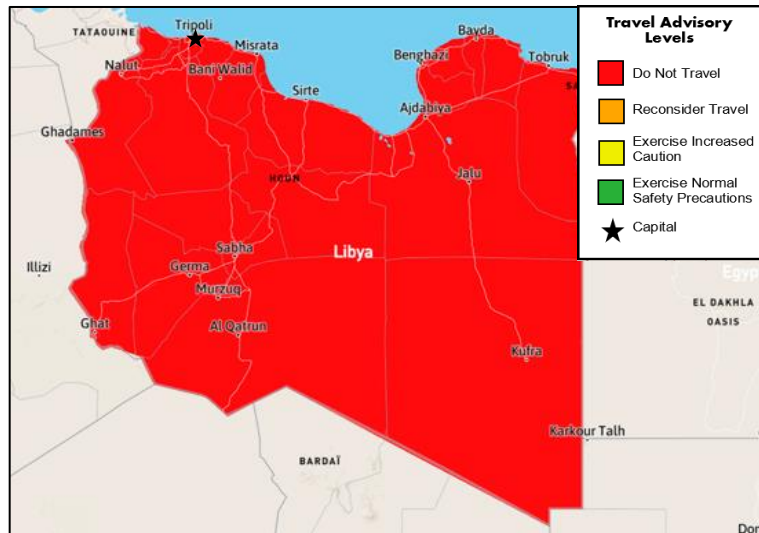 Travel Advisory
Levels
Do Not Travel
Reconsider Travel
Exercise Increased
Caution
Exercise Normal
Safety Precautions
Capital
Tripoli
TATAOUINE
Misrata
Nalut
Bani Walid
Sirte
Bayda
Benghazi
Tobruk
Ajdabiya
Ghadames
HOUN
Jalu
Sabha
Libya
Illizi
Germa
Murzuq
Ghat
Al Qatrun
Kufra
EL DAKHLA
OASIS
Karkour Talh
BARDAÏ